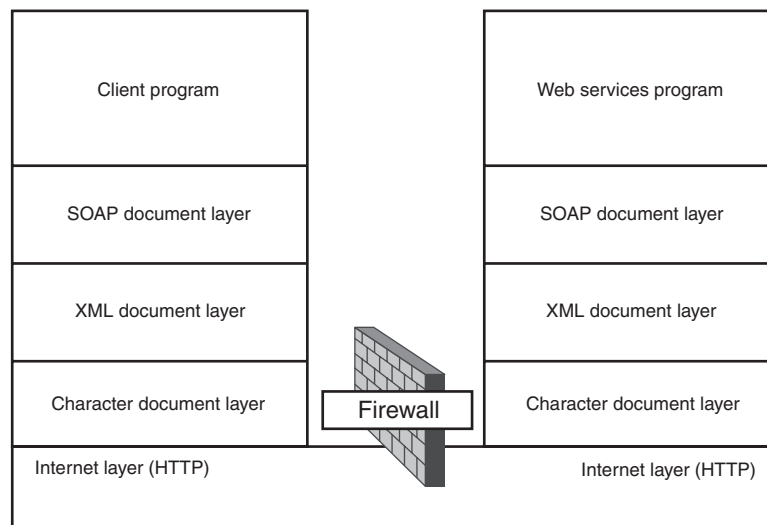 Client program
Web services program
SOAP document layer
SOAP document layer
XML document layer
XML document layer
Character document layer
Firewall
Character document layer
Internet layer (HTTP)
Internet layer (HTTP)